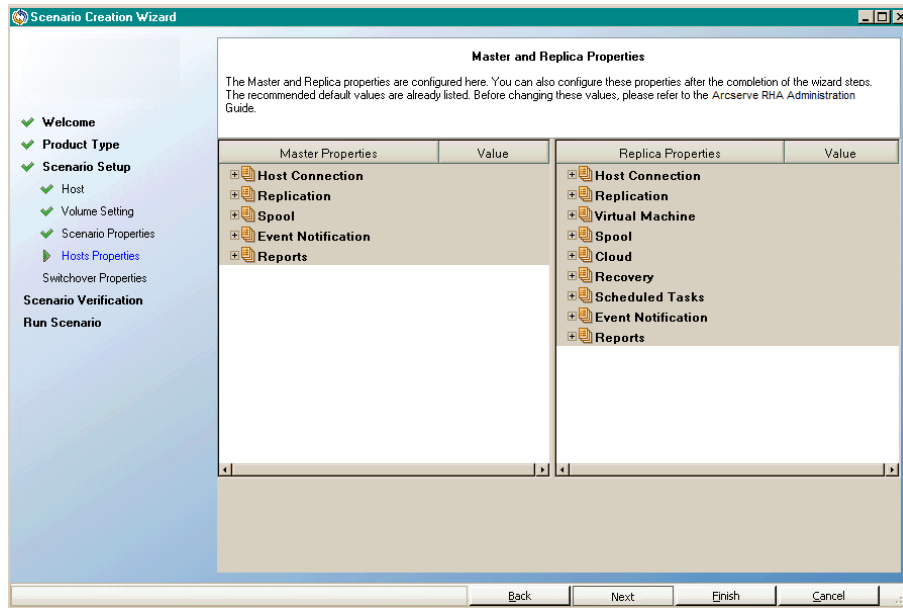 Scenario Creation Wizard
Welcome
Product Type
Scenario Setup
Host
Volume Setting
Scenario Properties
Hosts Properties
Switchover Properties
Scenario Verification
Run Scenario
Master and Replica Properties
The Master and Replica properties are configured here. You can also configure these properties after the completion of the wizard steps.
The recommended default values are already listed. Before changing these values, please refer to the Arcserve RHA Administration
Guide.
Master Properties Value
Host Connection
Replication
Spool
Event Notification
Reports
Replica Properties Value
Host Connection
Replication
Virtual Machine
Spool
Cloud
Recovery
Scheduled Tasks
Event Notification
Reports
Back Next Finish Cancel